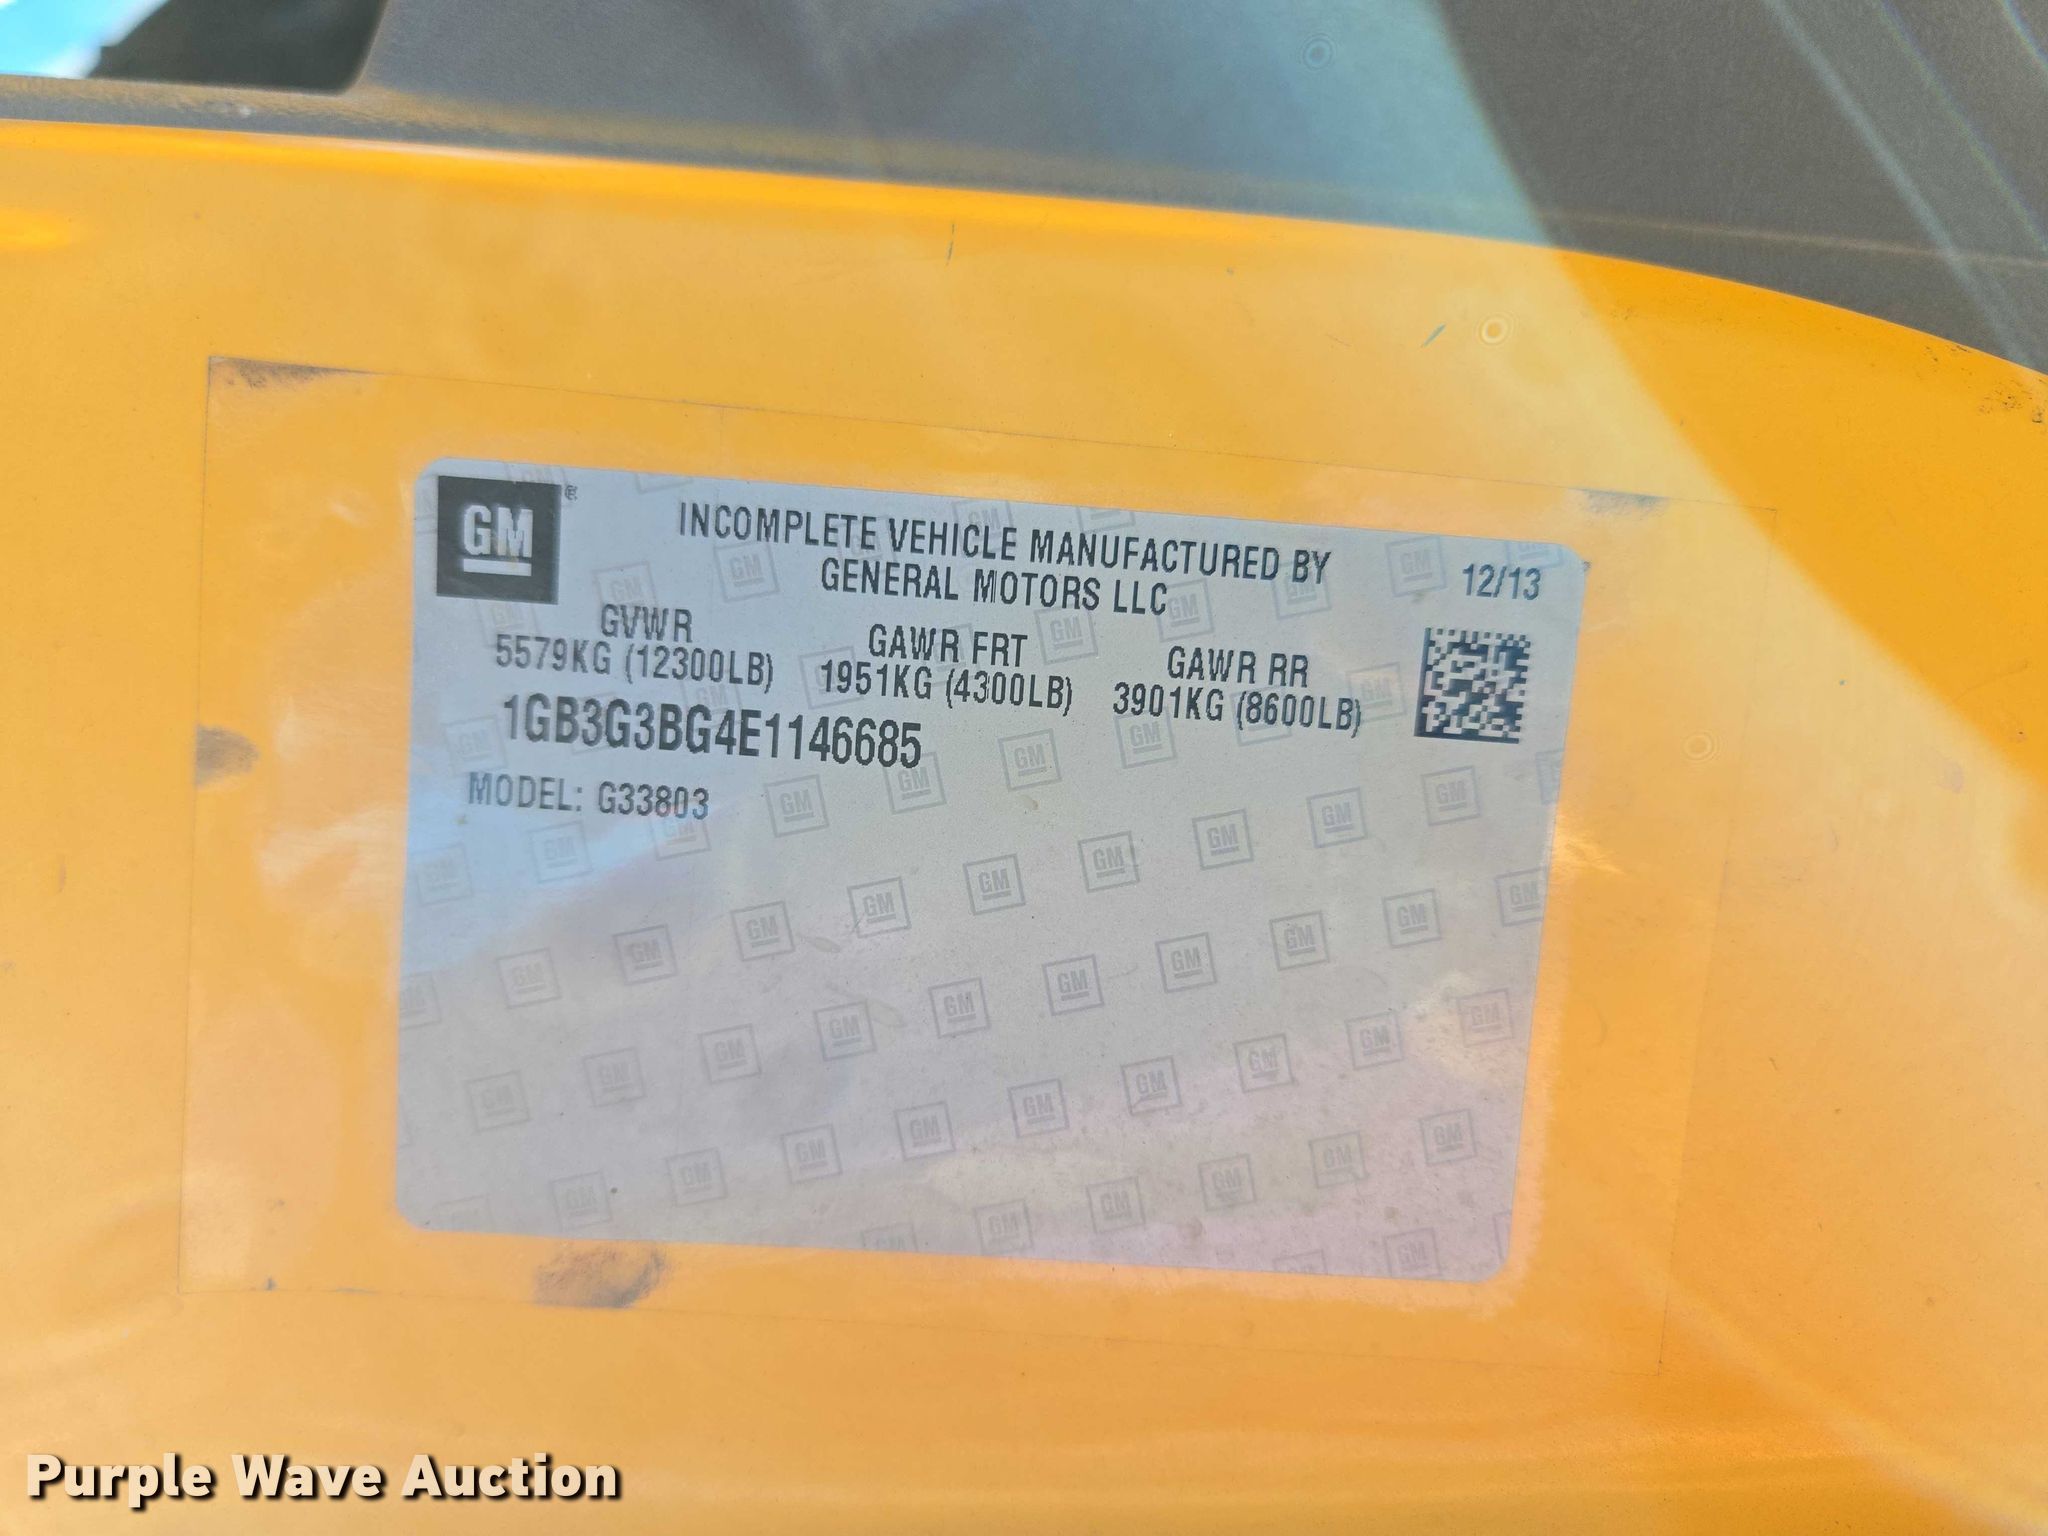 GM
INCOMPLETE VEHICLE MANUFACTURED BY
GENERAL MOTORS LLC
12/13
GVWR
5579KG (12300LB)
GAWR FRT
1951KG (4300LB)
GAWR RR
3901KG (8600LB)
1GB3G3BG4E1146685
MODEL: G33803
Purple Wave Auction